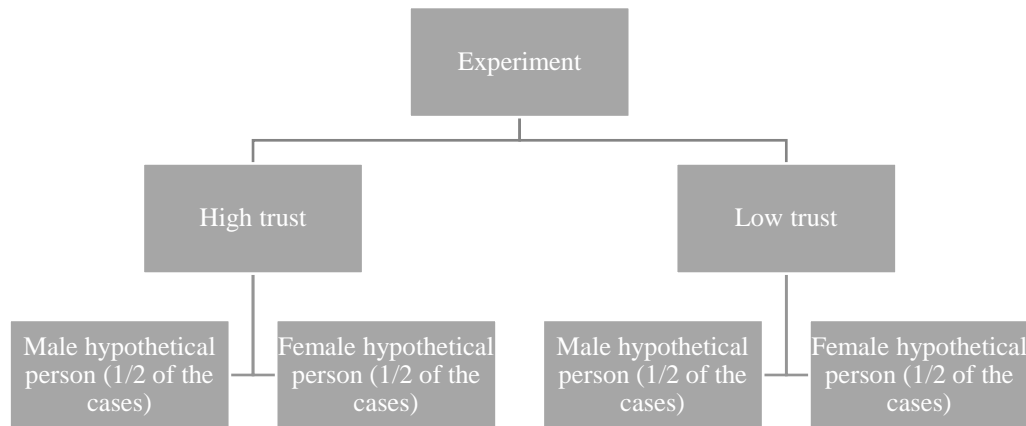 Experiment
High trust
Low trust
Male hypothetical
person (1/2 of the
cases)
Female hypothetical
person (1/2 of the
cases)
Male hypothetical
person (1/2 of the
cases)
Female hypothetical
person (1/2 of the
cases)